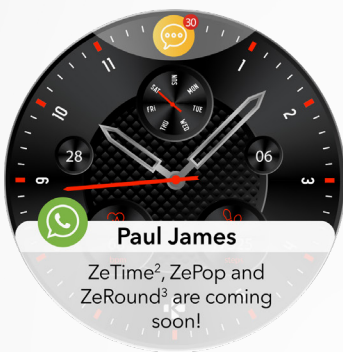 30
11
1
10
2
9
3
SUN
MON
TUE
WED
THU
FRI
SAT
28
06
Paul James
ZeTime², ZePop and
ZeRound³ are coming
soon!